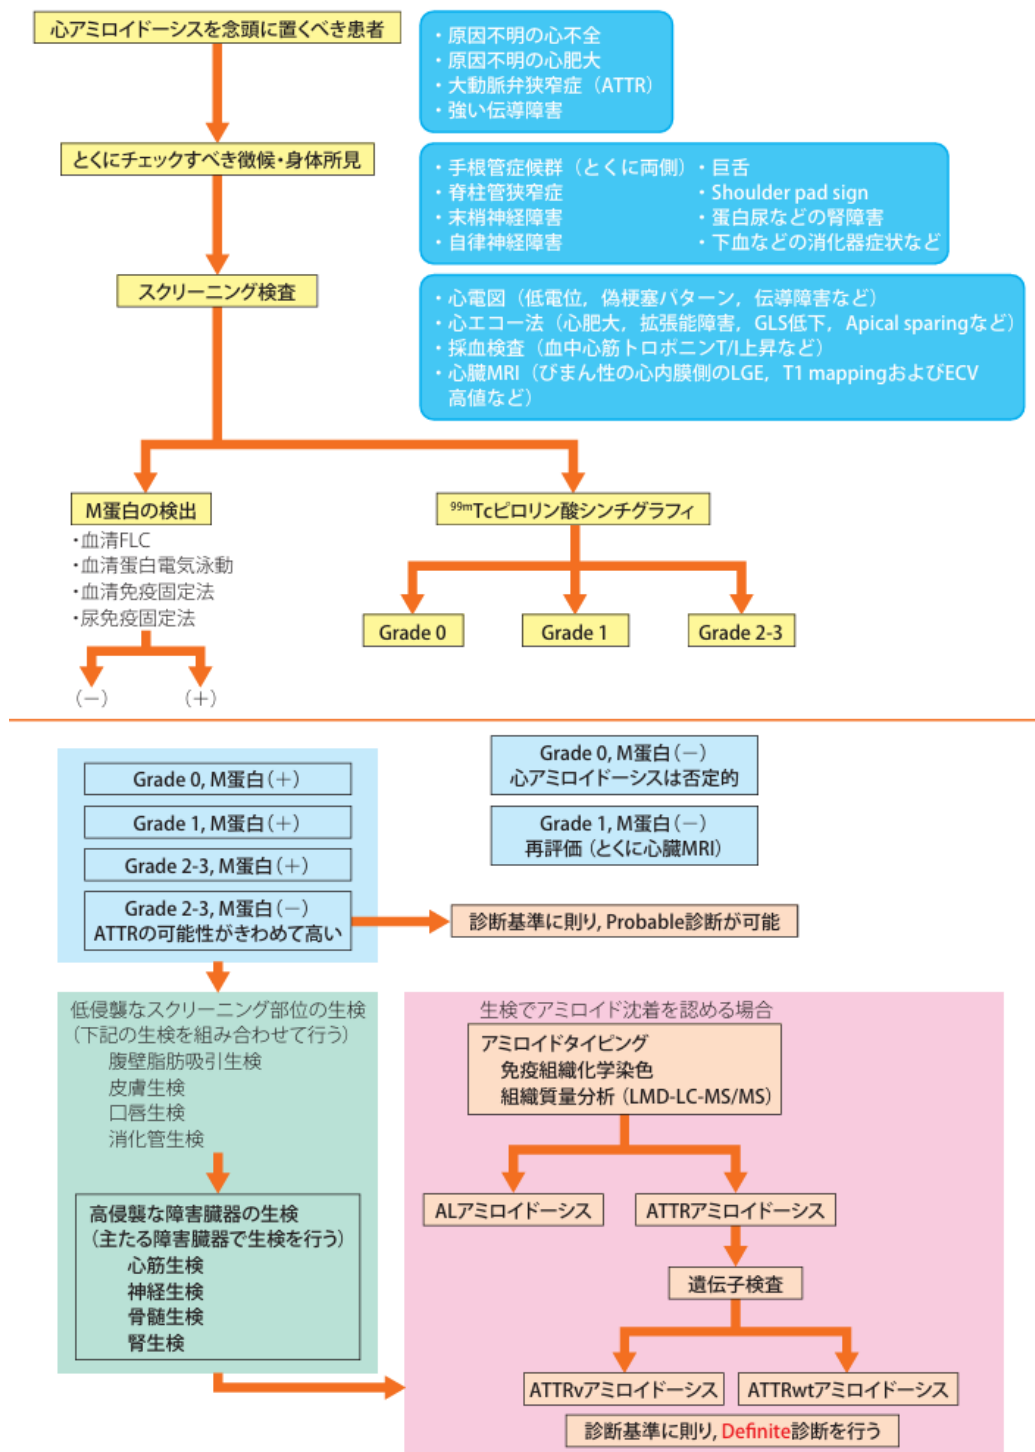 心アミロイドーシスを念頭に置くべき患者
・原因不明の心不全
・原因不明の心肥大
・大動脈弁狭窄症（ATTR）
・強い伝導障害
とくにチェックすべき徴候・身体所見
・手根管症候群（とくに両側）
・脊柱管狭窄症
・末梢神経障害
・自律神経障害
・巨舌
・Shoulder pad sign
・蛋白尿などの腎障害
・下血などの消化器症状など
スクリーニング検査
・心電図（低電位，偽梗塞パターン，伝導障害など）
・心エコー法（心肥大，拡張能障害，GLS低下，Apical sparingなど）
・採血検査（血中心筋トロポニンT/I上昇など）
・心臓MRI（びまん性の心内膜側のLGE，T1 mappingおよびECV
高値など）
M蛋白の検出
・血清FLC
・血清蛋白電気泳動
・血清免疫固定法
・尿免疫固定法
（－）
（＋）
99mTcピロリン酸シンチグラフィ
Grade 0
Grade 1
Grade 2-3
Grade 0, M蛋白（＋）
Grade 1, M蛋白（＋）
Grade 2-3, M蛋白（＋）
Grade 2-3, M蛋白（－）
ATTRの可能性がきわめて高い
Grade 0, M蛋白（－）
心アミロイドーシスは否定的
Grade 1, M蛋白（－）
再評価（とくに心臓MRI）
診断基準に則り, Probable診断が可能
低侵襲なスクリーニング部位の生検
（下記の生検を組み合わせて行う）
腹壁脂肪吸引生検
皮膚生検
口唇生検
消化管生検
高侵襲な障害臓器の生検
（主たる障害臓器で生検を行う）
心筋生検
神経生検
骨髄生検
腎生検
生検でアミロイド沈着を認める場合
アミロイドタイピング
免疫組織化学染色
組織質量分析（LMD-LC-MS/MS）
ALアミロイドーシス
ATTRアミロイドーシス
遺伝子検査
ATTRvアミロイドーシス
ATTRwtアミロイドーシス
診断基準に則り, Definite診断を行う